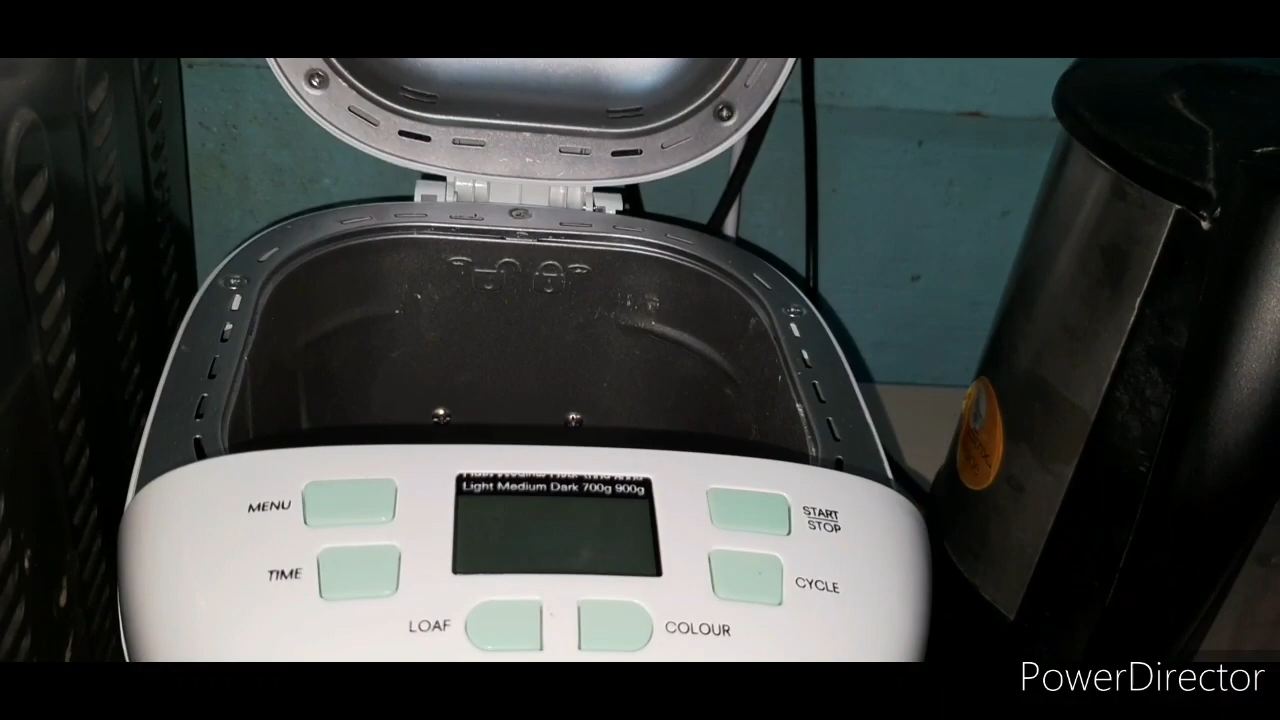 Light Medium Dark 700g 900g
MENU
START
STOP
TIME
CYCLE
LOAF
COLOUR
PowerDirector